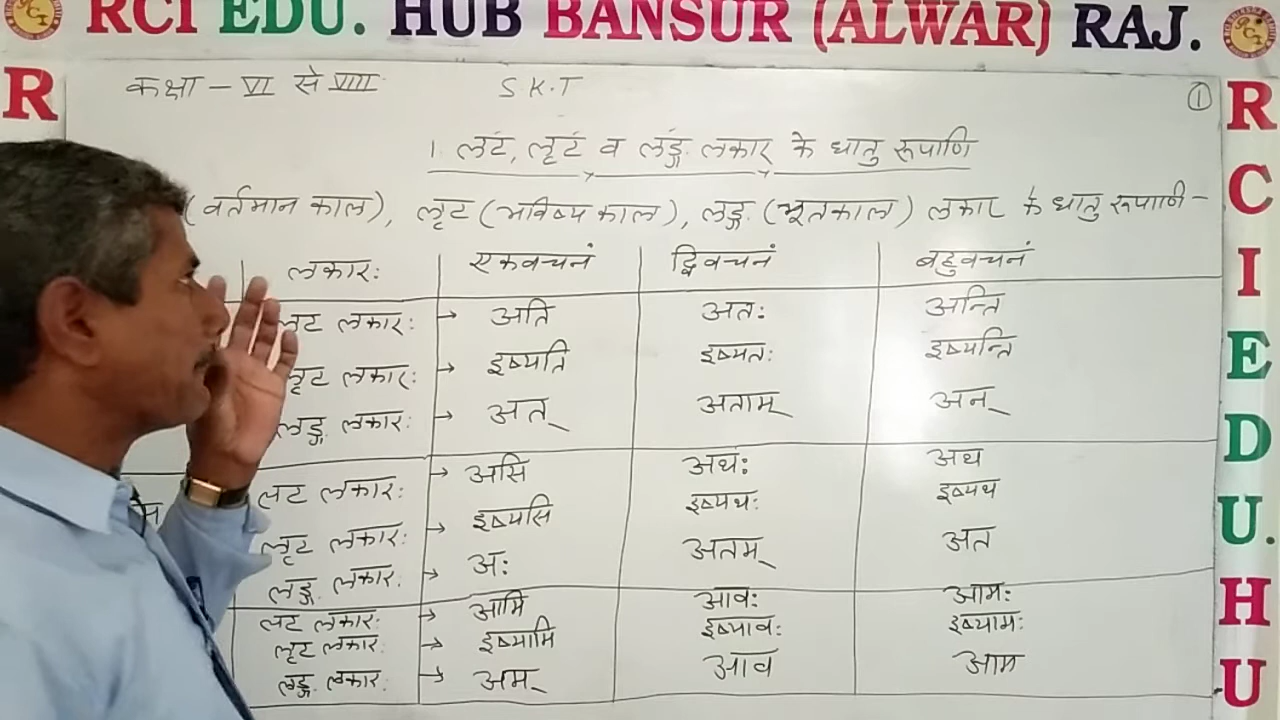 RCI EDU. HUB BANSUR (ALWAR) RAJ.
कक्षा - VI से VIII S.K.T ①
1. लटं, लृटं व लंङ्ग लकार के धातु रूपाणि
(वर्तमान काल), लृट (भविष्य काल), लङ्ग (भूतकाल) लकार के धातु रूपाणि -
लकारः एकवचनं द्विवचनं बहुवचनं
लट लकारः → अति अतः अन्ति
लृट लकारः → इष्यति इष्यतः इष्यन्ति
लङ्ग लकारः → अत् अताम् अन्
लट लकारः → असि अथः अथ
लृट लकारः → इष्यसि इष्यथः इष्यथ
लङ्ग लकारः → अः अतम् अत
लट लकारः → आमि आवः आमः
लृट लकारः → इष्यामि इष्यावः इष्यामः
लङ्ग लकारः → अम् आव आम
R
R
C
I
E
D
U.
H
U